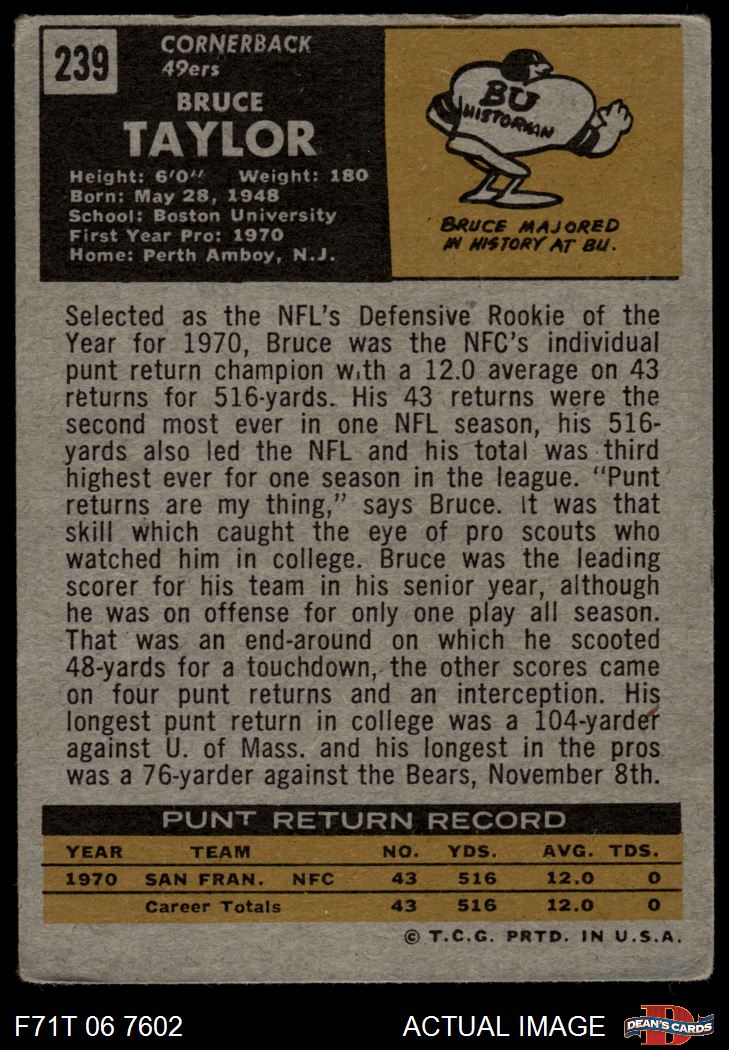 239
CORNERBACK
49ers
BRUCE
TAYLOR
Height: 6'0" Weight: 180
Born: May 28, 1948
School: Boston University
First Year Pro: 1970
Home: Perth Amboy, N.J.
BU
HISTORIAN
BRUCE MAJORED
IN HISTORY AT BU.
Selected as the NFL's Defensive Rookie of the
Year for 1970, Bruce was the NFC's individual
punt return champion with a 12.0 average on 43
returns for 516-yards. His 43 returns were the
second most ever in one NFL season, his 516-
yards also led the NFL and his total was third
highest ever for one season in the league. "Punt
returns are my thing," says Bruce. It was that
skill which caught the eye of pro scouts who
watched him in college. Bruce was the leading
scorer for his team in his senior year, although
he was on offense for only one play all season.
That was an end-around on which he scooted
48-yards for a touchdown, the other scores came
on four punt returns and an interception. His
longest punt return in college was a 104-yarder
against U. of Mass. and his longest in the pros
was a 76-yarder against the Bears, November 8th.
PUNT RETURN RECORD
YEAR TEAM NO. YDS. AVG. TDS.
1970 SAN FRAN. NFC 43 516 12.0 0
Career Totals 43 516 12.0 0
© T.C.G. PRTD. IN U.S.A.
F71T 06 7602 ACTUAL IMAGE D DEAN'S CARDS